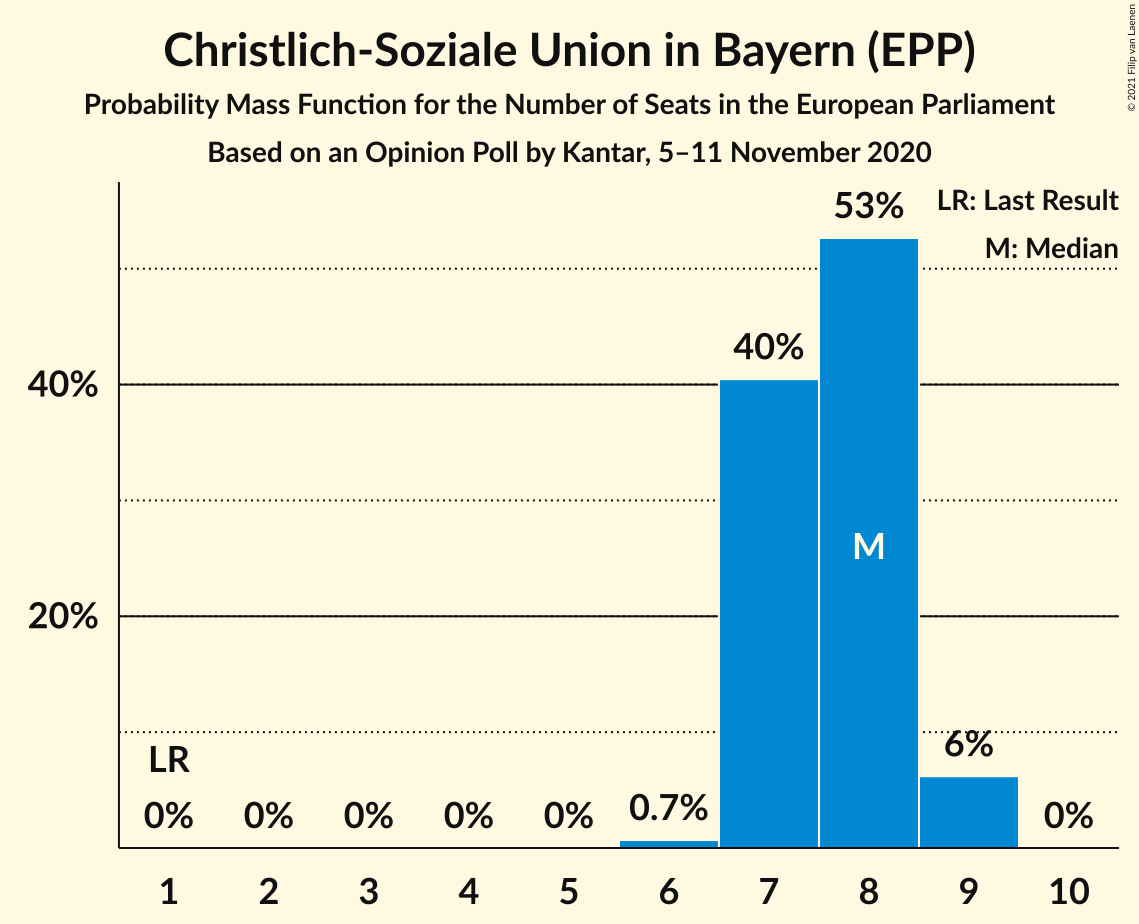 Christlich-Soziale Union in Bayern (EPP)
Probability Mass Function for the Number of Seats in the European Parliament
Based on an Opinion Poll by Kantar, 5–11 November 2020
© 2021 Filip van Laenen
LR: Last Result
M: Median
53%
40%
40%
M
20%
LR
6%
0% 0% 0% 0% 0% 0.7% 0%
1 2 3 4 5 6 7 8 9 10